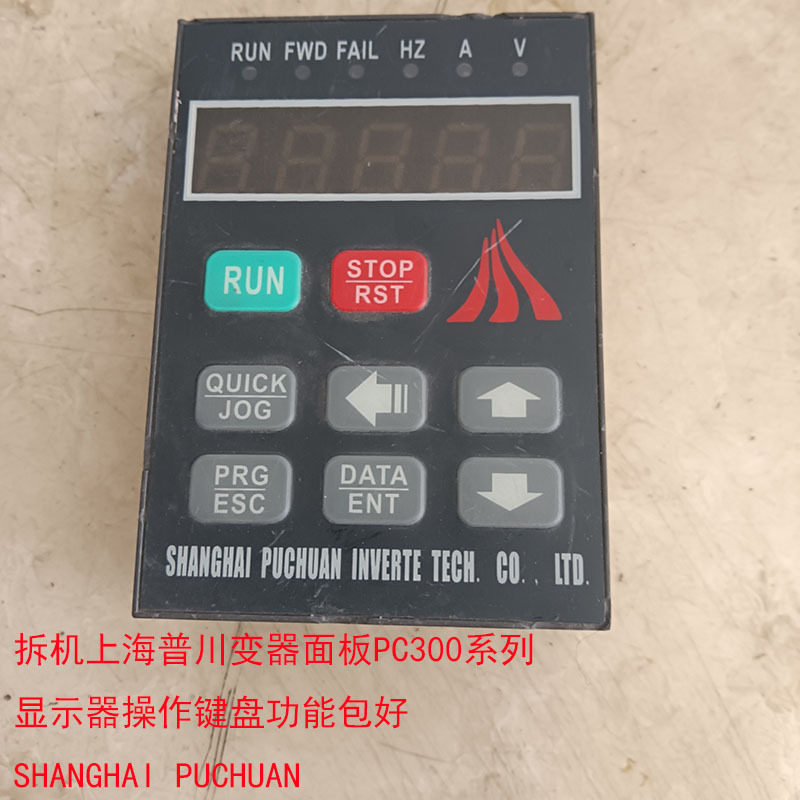 RUN FWD FAIL HZ A V
RUN
STOP
RST
QUICK
JOG
PRG
ESC
DATA
ENT
SHANGHAI PUCHUAN INVERTE TECH. CO., LTD.
拆机上海普川变器面板PC300系列
显示器操作键盘功能包好
SHANGHAI PUCHUAN